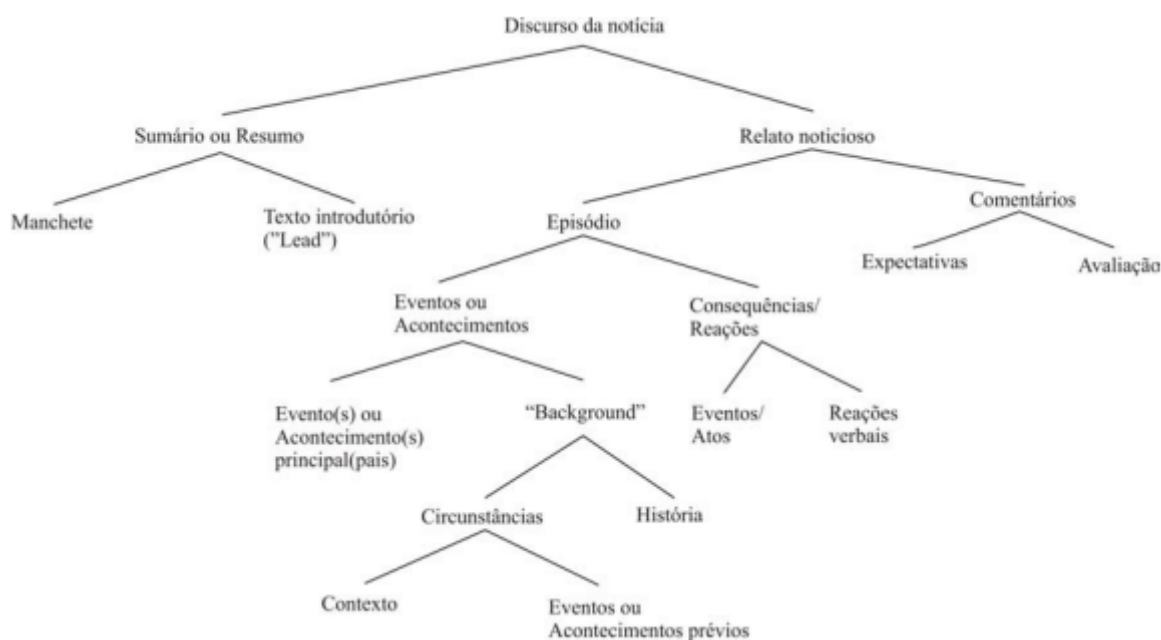 Discurso da notícia
Sumário ou Resumo
Relato noticioso
Manchete
Texto introdutório
("Lead")
Episódio
Comentários
Expectativas
Avaliação
Eventos ou
Acontecimentos
Consequências/
Reações
Evento(s) ou
Acontecimento(s)
principal(pais)
“Background”
Eventos/
Atos
Reações
verbais
Circunstâncias
História
Contexto
Eventos ou
Acontecimentos prévios